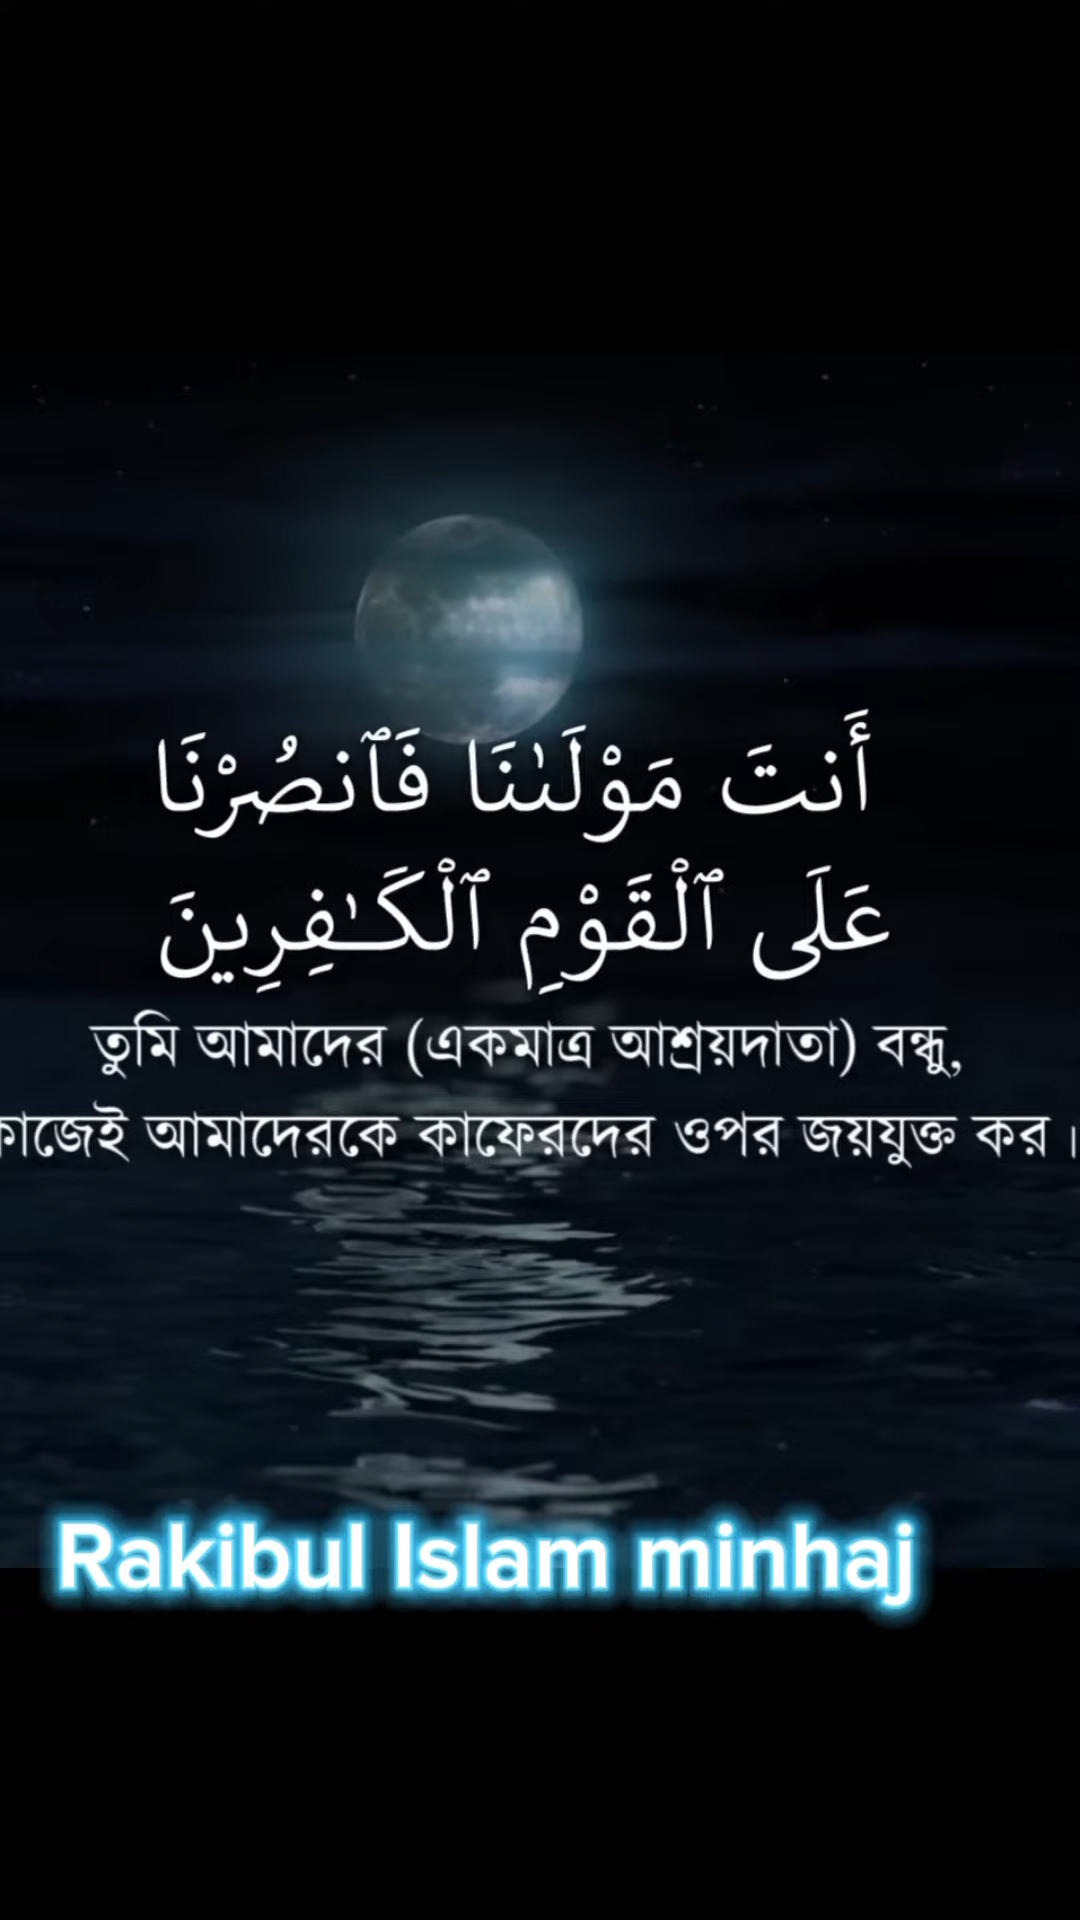 أَنتَ مَوْلَىٰنَا فَٱنصُرْنَا
عَلَى ٱلْقَوْمِ ٱلْكَـٰفِرِينَ
তুমি আমাদের (একমাত্র আশ্রয়দাতা) বন্ধু,
কাজেই আমাদেরকে কাফেরদের ওপর জয়যুক্ত কর।
Rakibul Islam minhaj